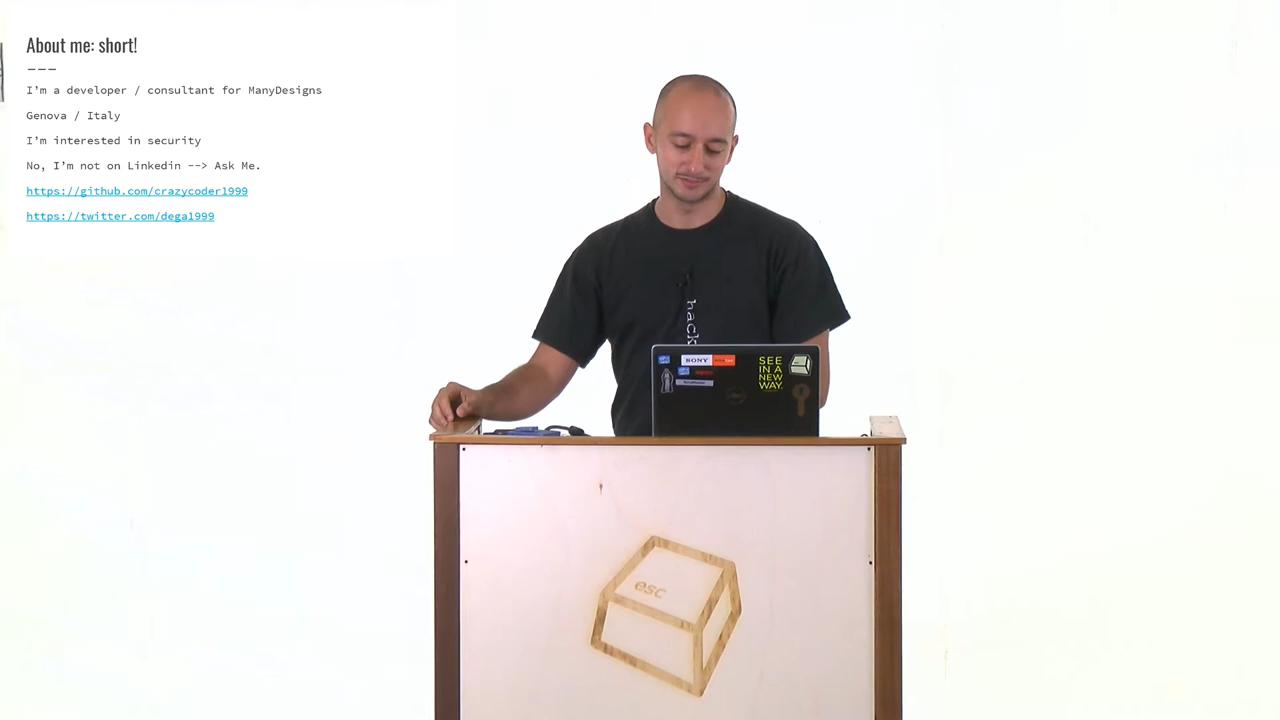 About me: short!
———
I'm a developer / consultant for ManyDesigns
Genova / Italy
I'm interested in security
No, I'm not on Linkedin --> Ask Me.
https://github.com/crazycoder1999
https://twitter.com/dega1999
hack
SONY
SEE
IN A
NEW
WAY.
esc